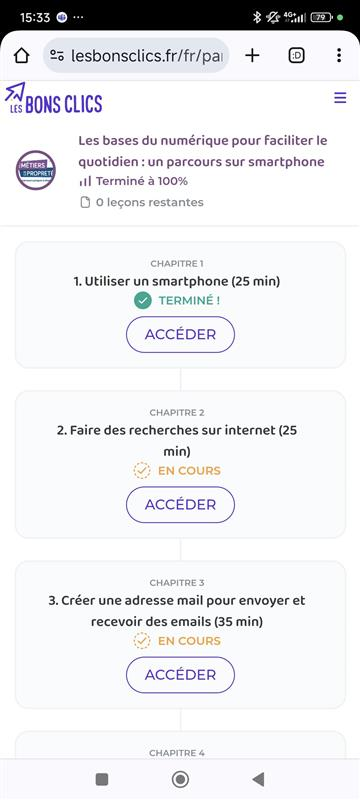 15:33
4G+
79
lesbonsclics.fr/fr/par
:D
LES BONS CLICS
Les bases du numérique pour faciliter le
quotidien : un parcours sur smartphone
MÉTIERS
PROPRETÉ
Terminé à 100%
0 leçons restantes
CHAPITRE 1
1. Utiliser un smartphone (25 min)
TERMINÉ !
ACCÉDER
CHAPITRE 2
2. Faire des recherches sur internet (25
min)
EN COURS
ACCÉDER
CHAPITRE 3
3. Créer une adresse mail pour envoyer et
recevoir des emails (35 min)
EN COURS
ACCÉDER
CHAPITRE 4